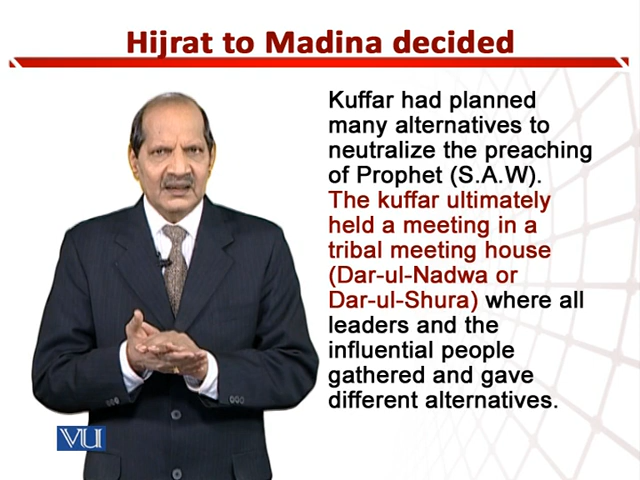 Hijrat to Madina decided
Kuffar had planned
many alternatives to
neutralize the preaching
of Prophet (S.A.W).
The kuffar ultimately
held a meeting in a
tribal meeting house
(Dar-ul-Nadwa or
Dar-ul-Shura) where all
leaders and the
influential people
gathered and gave
different alternatives.
VU